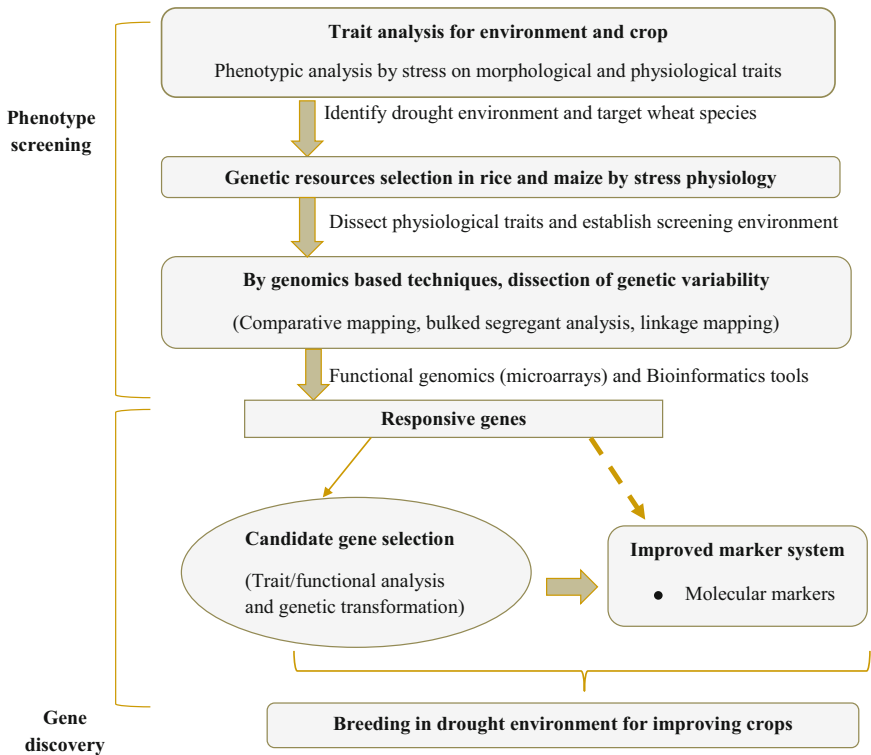 Trait analysis for environment and crop
Phenotypic analysis by stress on morphological and physiological traits
Phenotype
screening
Identify drought environment and target wheat species
Genetic resources selection in rice and maize by stress physiology
Dissect physiological traits and establish screening environment
By genomics based techniques, dissection of genetic variability
(Comparative mapping, bulked segregant analysis, linkage mapping)
Functional genomics (microarrays) and Bioinformatics tools
Responsive genes
Candidate gene selection
(Trait/functional analysis
and genetic transformation)
Improved marker system
● Molecular markers
Gene
discovery
Breeding in drought environment for improving crops